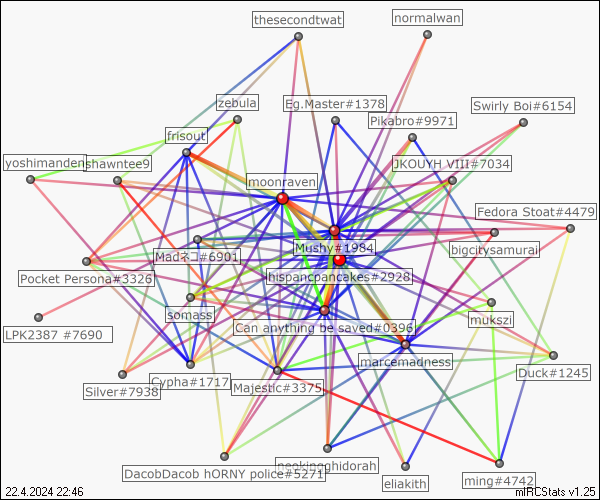 thesecondtwat
normalwan
zebula
Eg.Master#1378
Swirly Boi#6154
Pikabro#9971
frisout
yoshimanden
shawntee9
JKOUYH VIII#7034
moonraven
Fedora Stoat#4479
Mushy#1984
bigcitysamurai
Madネコ#6901
Pocket Persona#3326
hispancpancakes#2928
somass
mukszi
LPK2387 #7690
Can anything be saved#0396
marcemadness
Duck#1245
Silver#7938
Cypha#1717
Majestic#3375
DacobDacob hORNY police#5271
neokingghidorah
eliakith
ming#4742
22.4.2024 22:46
mIRCStats v1.25